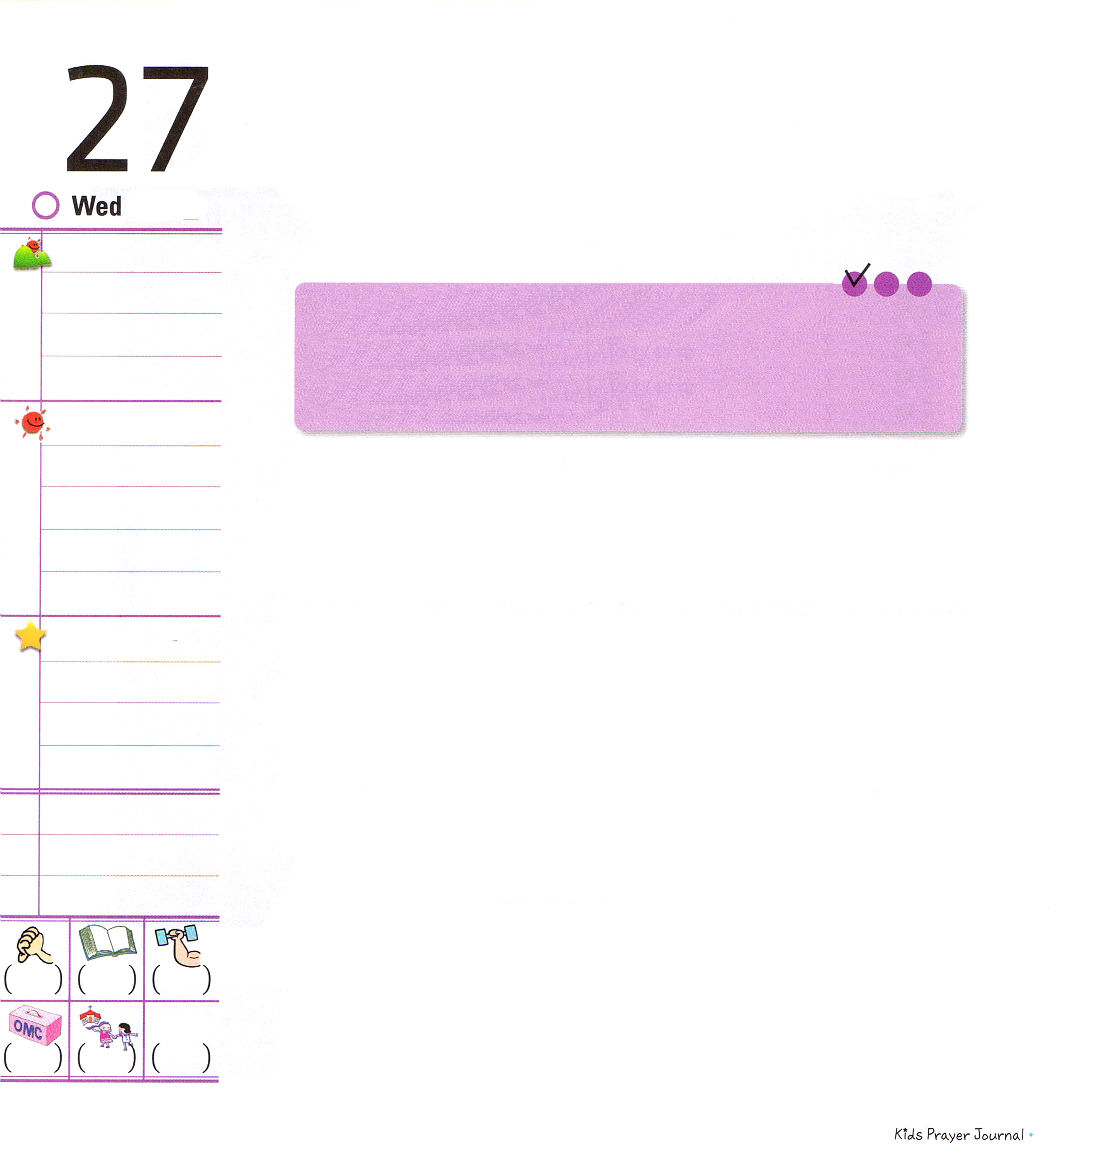 27
Wed
( ) ( ) ( )
OMC
( ) ( ) ( )
Kids Prayer Journal